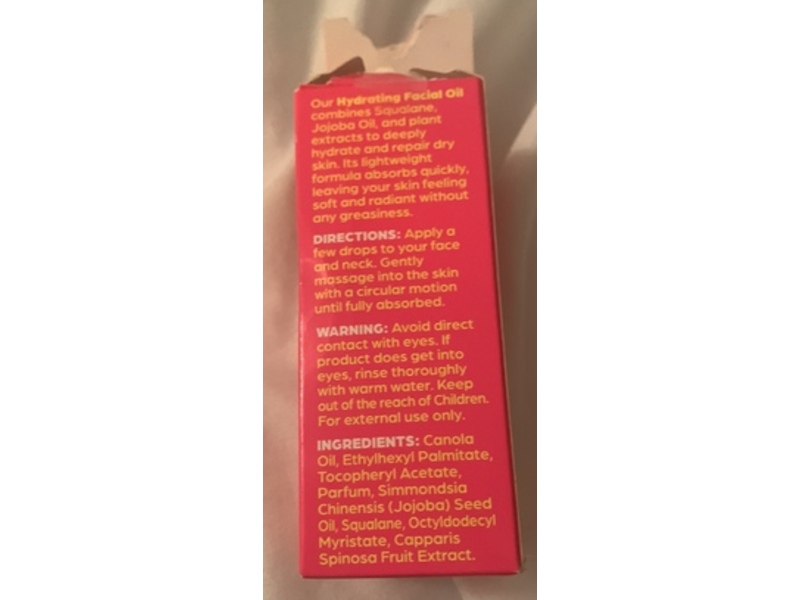 Our Hydrating Facial Oil
combines Squalane,
Jojoba Oil, and plant
extracts to deeply
hydrate and repair dry
skin. Its lightweight
formula absorbs quickly,
leaving your skin feeling
soft and radiant without
any greasiness.
DIRECTIONS: Apply a
few drops to your face
and neck. Gently
massage into the skin
with a circular motion
until fully absorbed.
WARNING: Avoid direct
contact with eyes. If
product does get into
eyes, rinse thoroughly
with warm water. Keep
out of the reach of Children.
For external use only.
INGREDIENTS: Canola
Oil, Ethylhexyl Palmitate,
Tocopheryl Acetate,
Parfum, Simmondsia
Chinensis (Jojoba) Seed
Oil, Squalane, Octyldodecyl
Myristate, Capparis
Spinosa Fruit Extract.